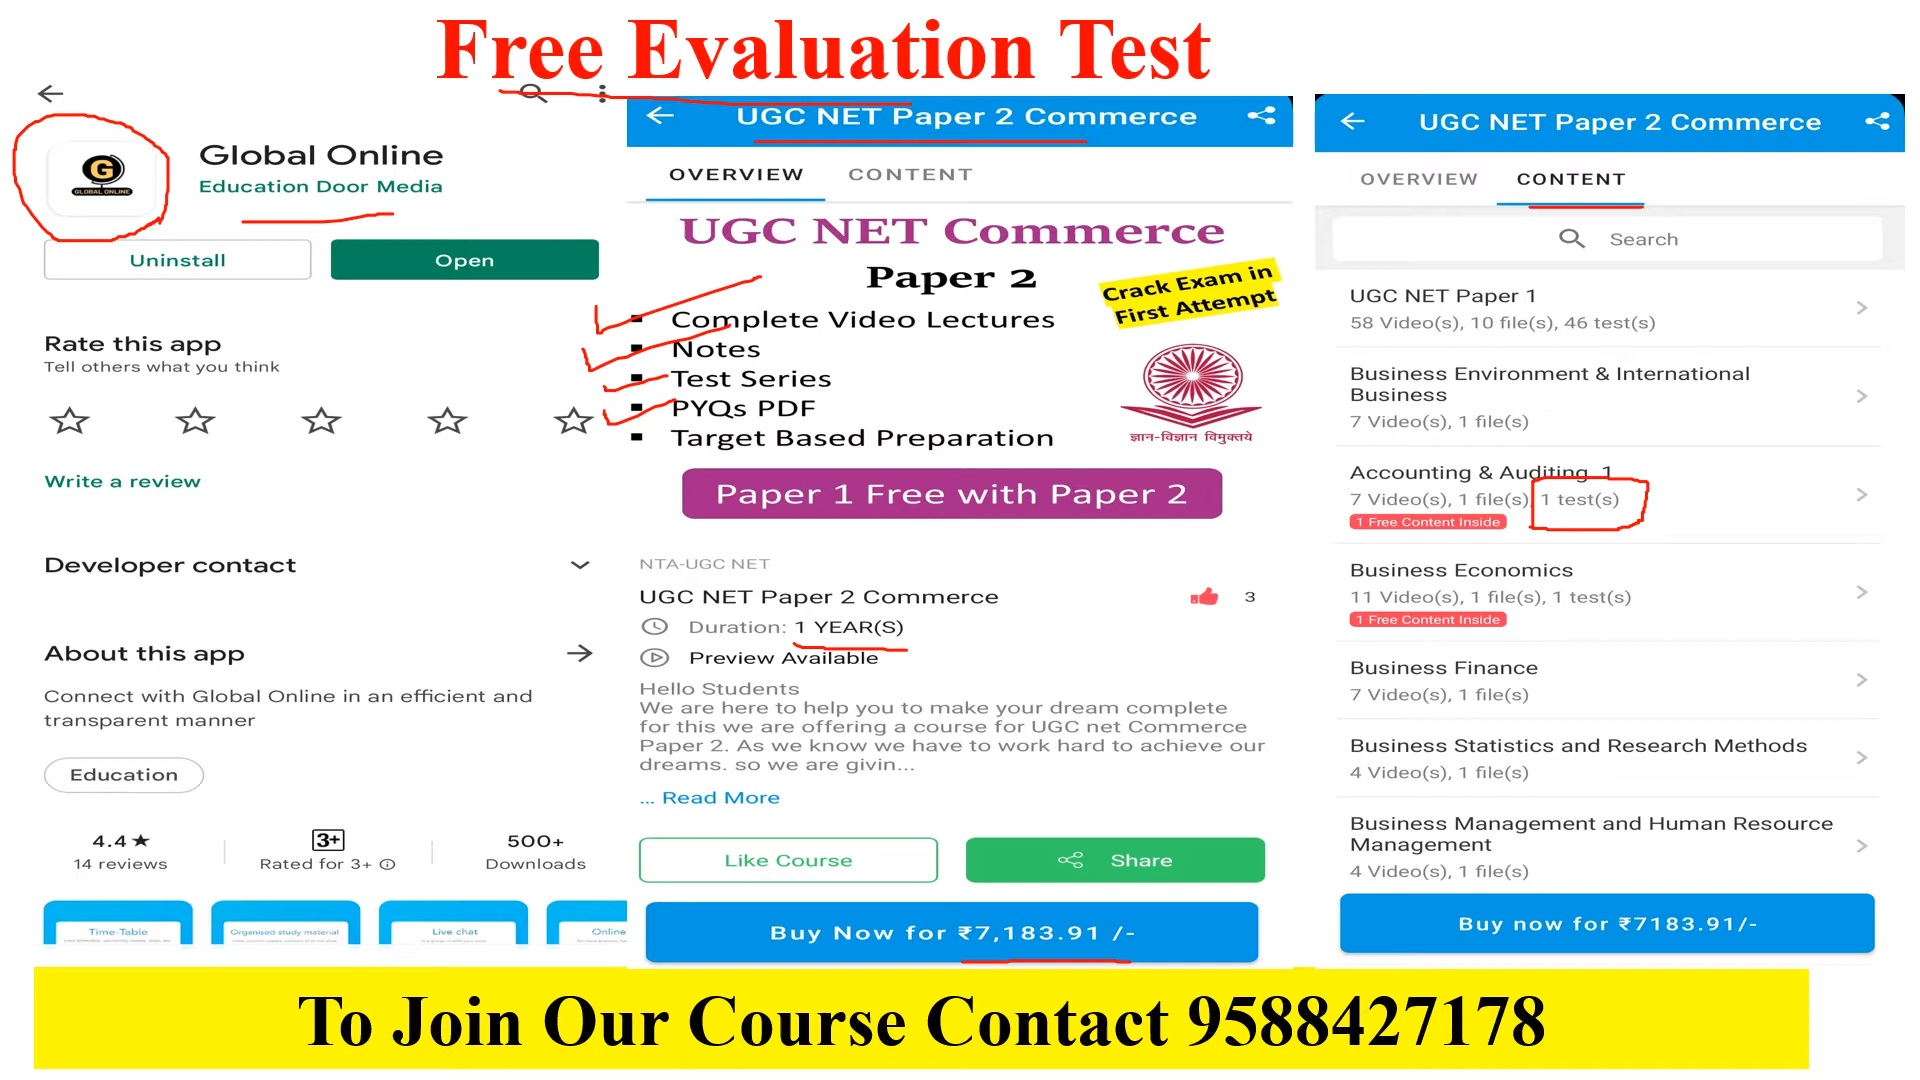 Free Evaluation Test
G
GLOBAL ONLINE
Global Online
Education Door Media
Uninstall
Open
Rate this app
Tell others what you think
Write a review
Developer contact
About this app
Connect with Global Online in an efficient and
transparent manner
Education
4.4★
14 reviews
3+
Rated for 3+
500+
Downloads
Time-Table
Organised study material
Live chat
Online
UGC NET Paper 2 Commerce
OVERVIEW CONTENT
UGC NET Commerce
Paper 2
Crack Exam in
First Attempt
▪ Complete Video Lectures
▪ Notes
▪ Test Series
▪ PYQs PDF
▪ Target Based Preparation
ज्ञान-विज्ञान विमुक्तये
Paper 1 Free with Paper 2
NTA-UGC NET
UGC NET Paper 2 Commerce
3
Duration: 1 YEAR(S)
Preview Available
Hello Students
We are here to help you to make your dream complete
for this we are offering a course for UGC net Commerce
Paper 2. As we know we have to work hard to achieve our
dreams. so we are givin...
... Read More
Like Course
Share
Buy Now for ₹7,183.91 /-
UGC NET Paper 2 Commerce
OVERVIEW CONTENT
Search
UGC NET Paper 1
58 Video(s), 10 file(s), 46 test(s)
Business Environment & International
Business
7 Video(s), 1 file(s)
Accounting & Auditing 1
7 Video(s), 1 file(s), 1 test(s)
1 Free Content Inside
Business Economics
11 Video(s), 1 file(s), 1 test(s)
1 Free Content Inside
Business Finance
7 Video(s), 1 file(s)
Business Statistics and Research Methods
4 Video(s), 1 file(s)
Business Management and Human Resource
Management
4 Video(s), 1 file(s)
Buy now for ₹7183.91/-
To Join Our Course Contact 9588427178